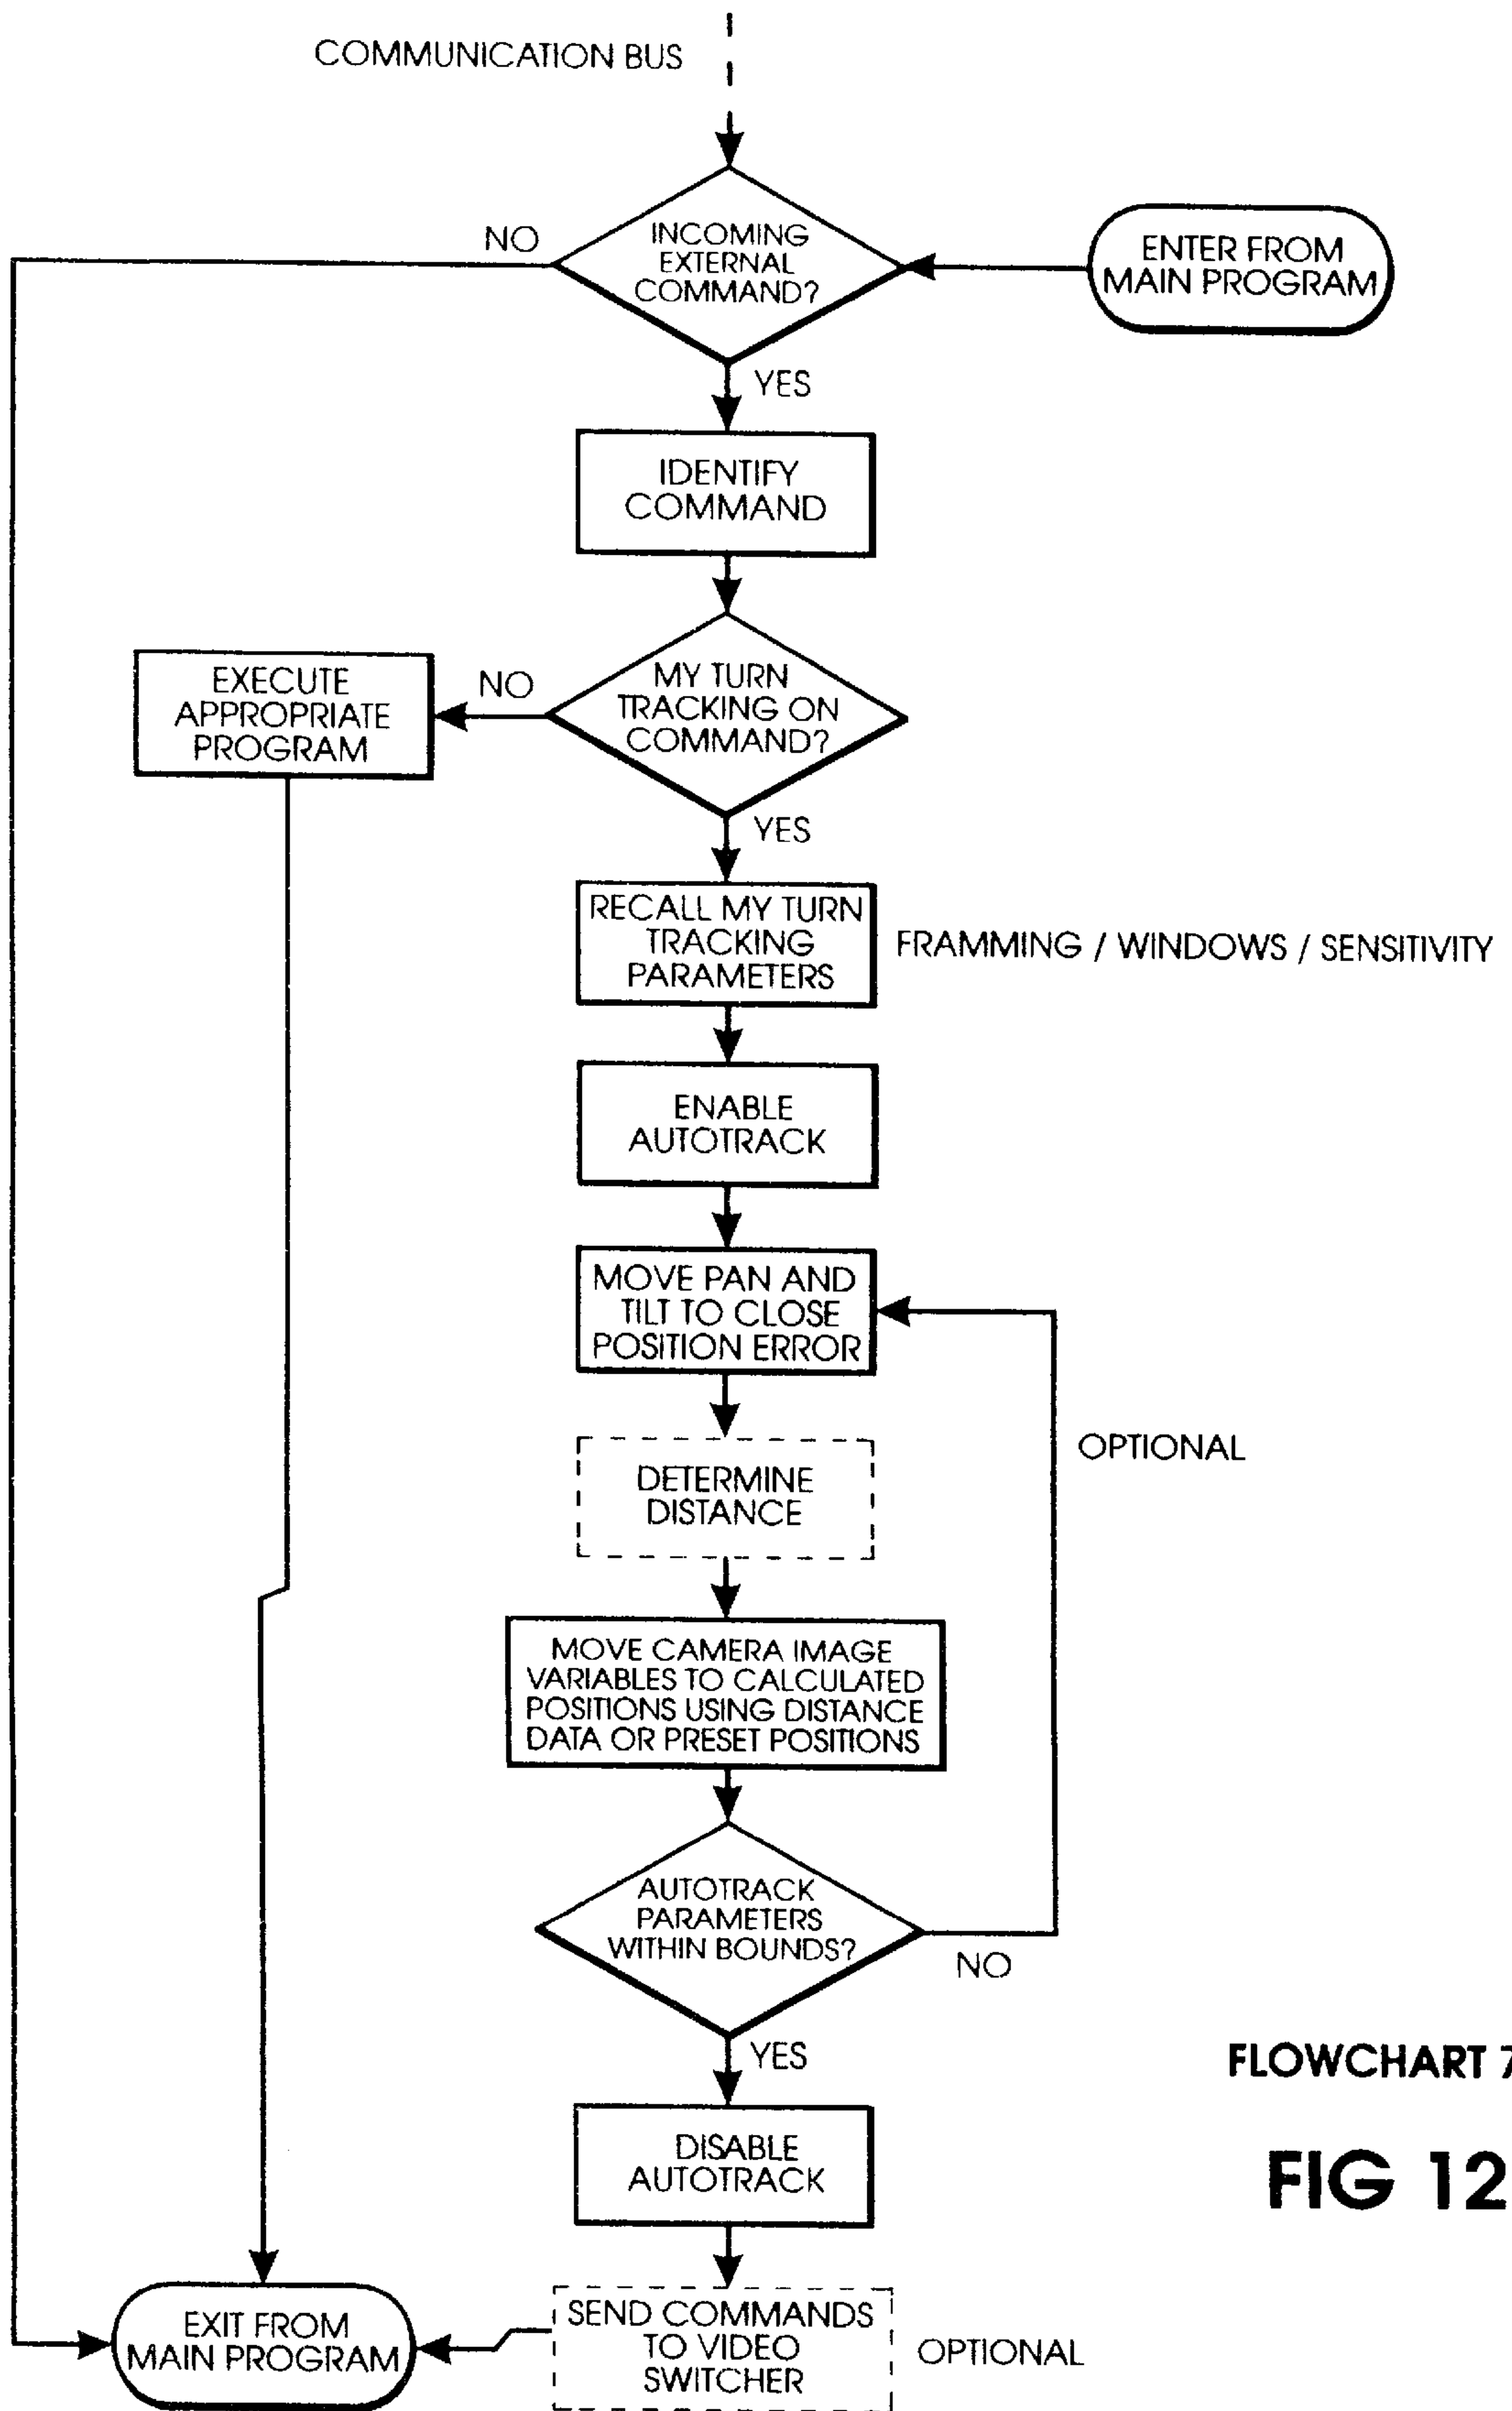 COMMUNICATION BUS
NO
INCOMING
EXTERNAL
COMMAND?
ENTER FROM
MAIN PROGRAM
YES
IDENTIFY
COMMAND
EXECUTE
APPROPRIATE
PROGRAM
NO
MY TURN
TRACKING ON
COMMAND?
YES
RECALL MY TURN
TRACKING
PARAMETERS
FRAMMING / WINDOWS / SENSITIVITY
ENABLE
AUTOTRACK
MOVE PAN AND
TILT TO CLOSE
POSITION ERROR
OPTIONAL
DETERMINE
DISTANCE
MOVE CAMERA IMAGE
VARIABLES TO CALCULATED
POSITIONS USING DISTANCE
DATA OR PRESET POSITIONS
AUTOTRACK
PARAMETERS
WITHIN BOUNDS?
NO
YES
FLOWCHART 7
DISABLE
AUTOTRACK
FIG 12
EXIT FROM
MAIN PROGRAM
SEND COMMANDS
TO VIDEO
SWITCHER
OPTIONAL